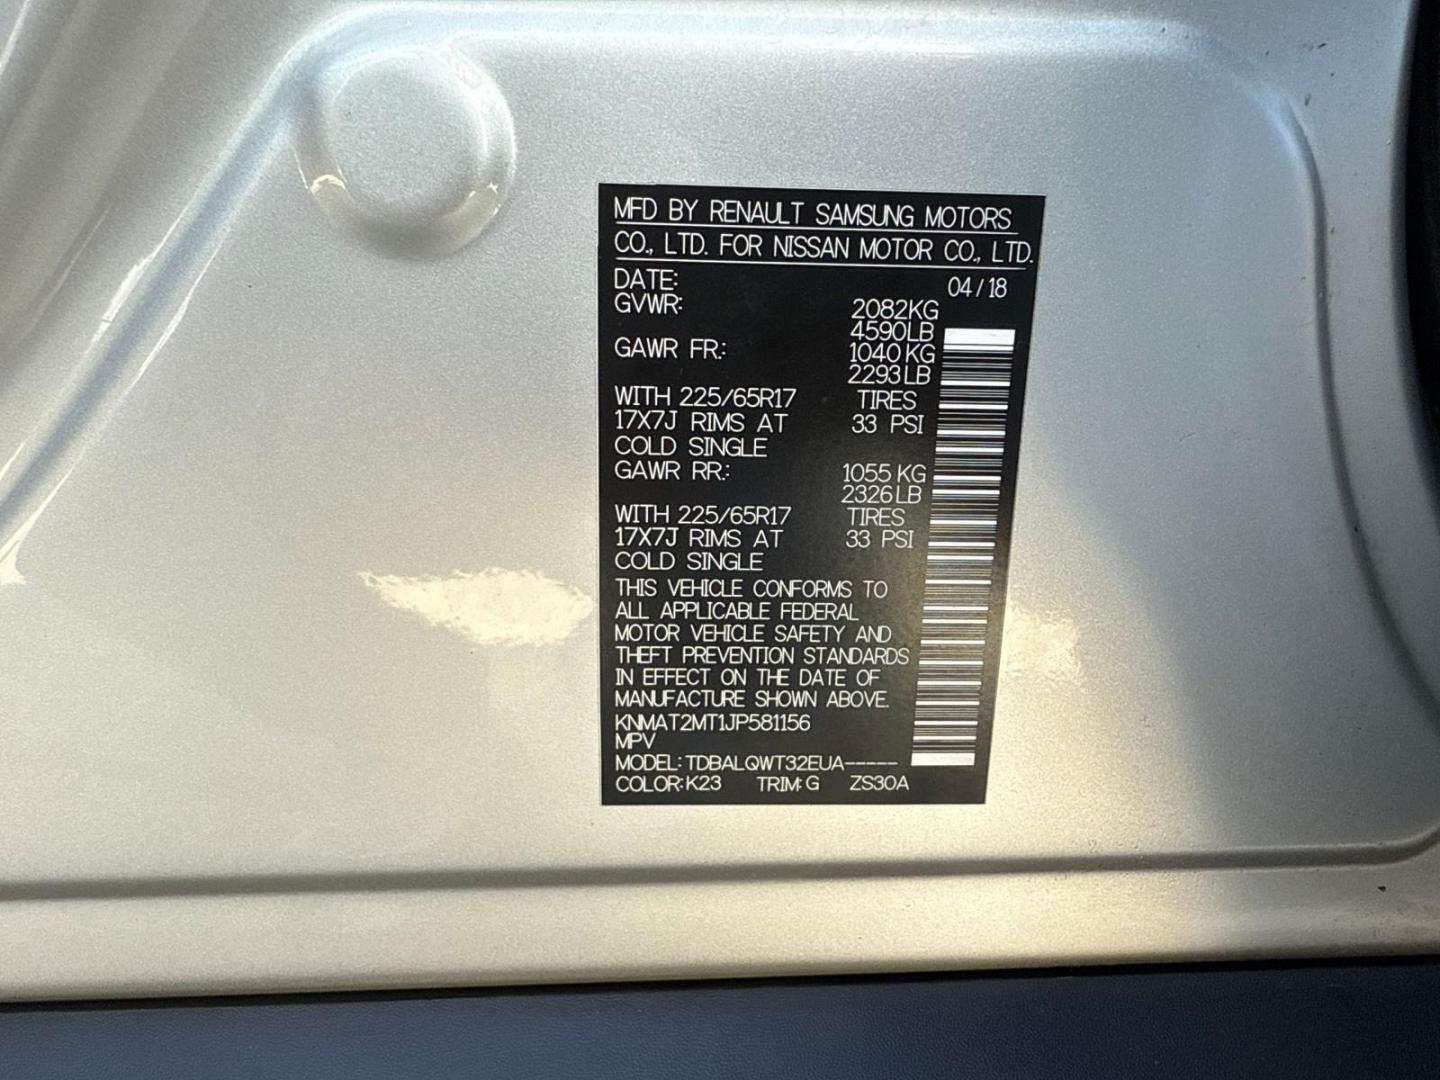 MFD BY RENAULT SAMSUNG MOTORS
CO., LTD. FOR NISSAN MOTOR CO., LTD.
DATE: 04/18
GVWR: 2082KG
4590LB
GAWR FR.: 1040 KG
2293LB
WITH 225/65R17 TIRES
17X7J RIMS AT 33 PSI
COLD SINGLE
GAWR RR.: 1055 KG
2326LB
WITH 225/65R17 TIRES
17X7J RIMS AT 33 PSI
COLD SINGLE
THIS VEHICLE CONFORMS TO
ALL APPLICABLE FEDERAL
MOTOR VEHICLE SAFETY AND
THEFT PREVENTION STANDARDS
IN EFFECT ON THE DATE OF
MANUFACTURE SHOWN ABOVE.
KNMAT2MT1JP581156
MPV
MODEL: TDBALQWT32EUA-----
COLOR: K23 TRIM: G ZS30A